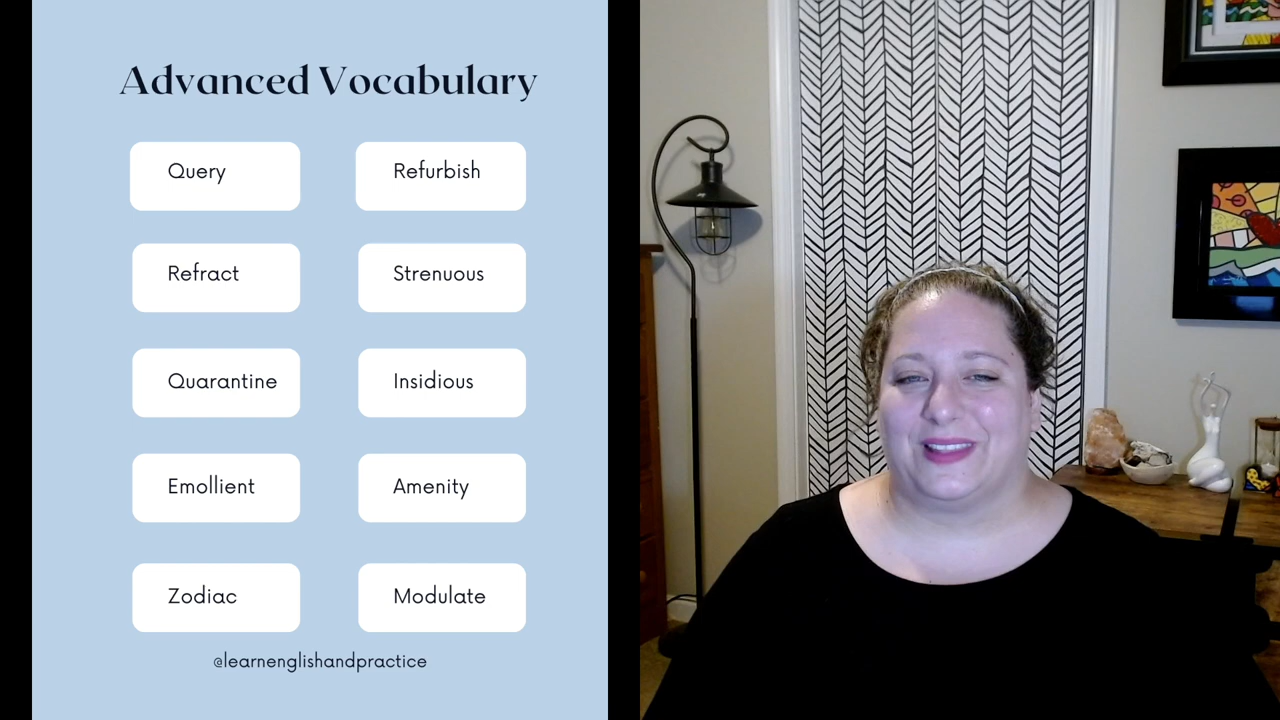 Advanced Vocabulary
Query
Refurbish
Refract
Strenuous
Quarantine
Insidious
Emollient
Amenity
Zodiac
Modulate
@learnenglishandpractice